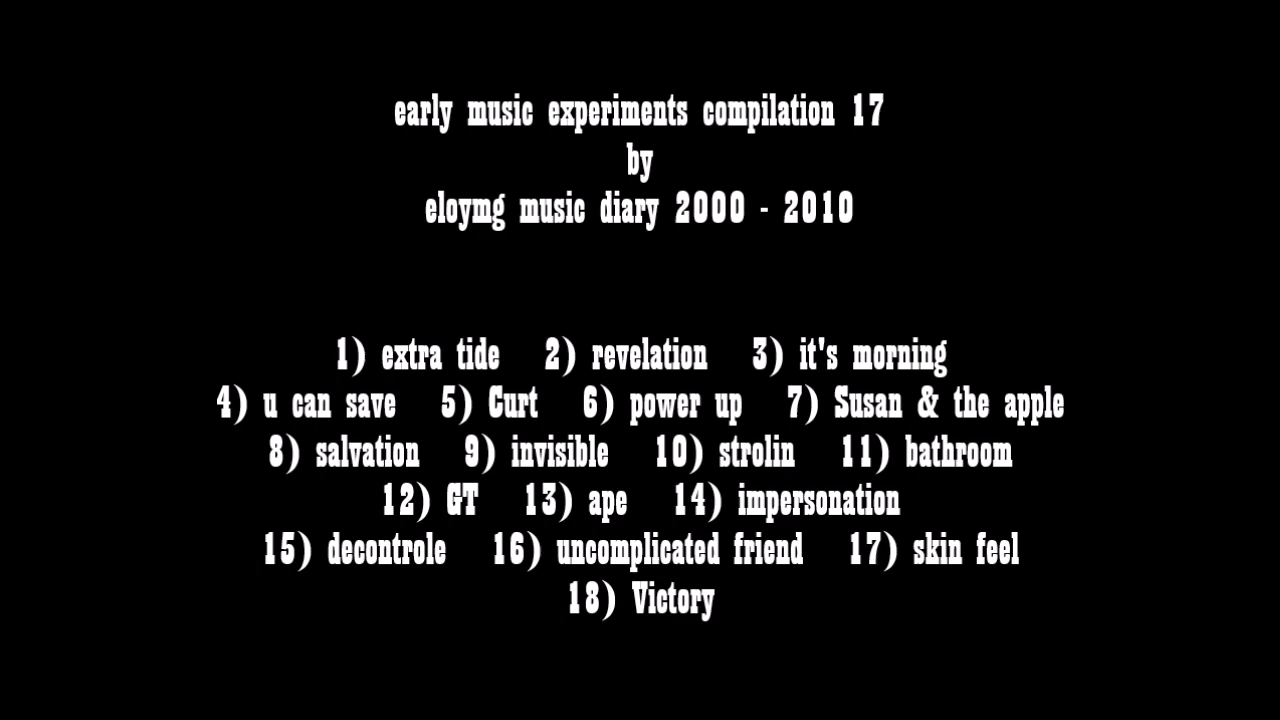 early music experiments compilation 17
by
eloymg music diary 2000 - 2010
1) extra tide 2) revelation 3) it's morning
4) u can save 5) Curt 6) power up 7) Susan & the apple
8) salvation 9) invisible 10) strolin 11) bathroom
12) GT 13) ape 14) impersonation
15) decontrole 16) uncomplicated friend 17) skin feel
18) Victory